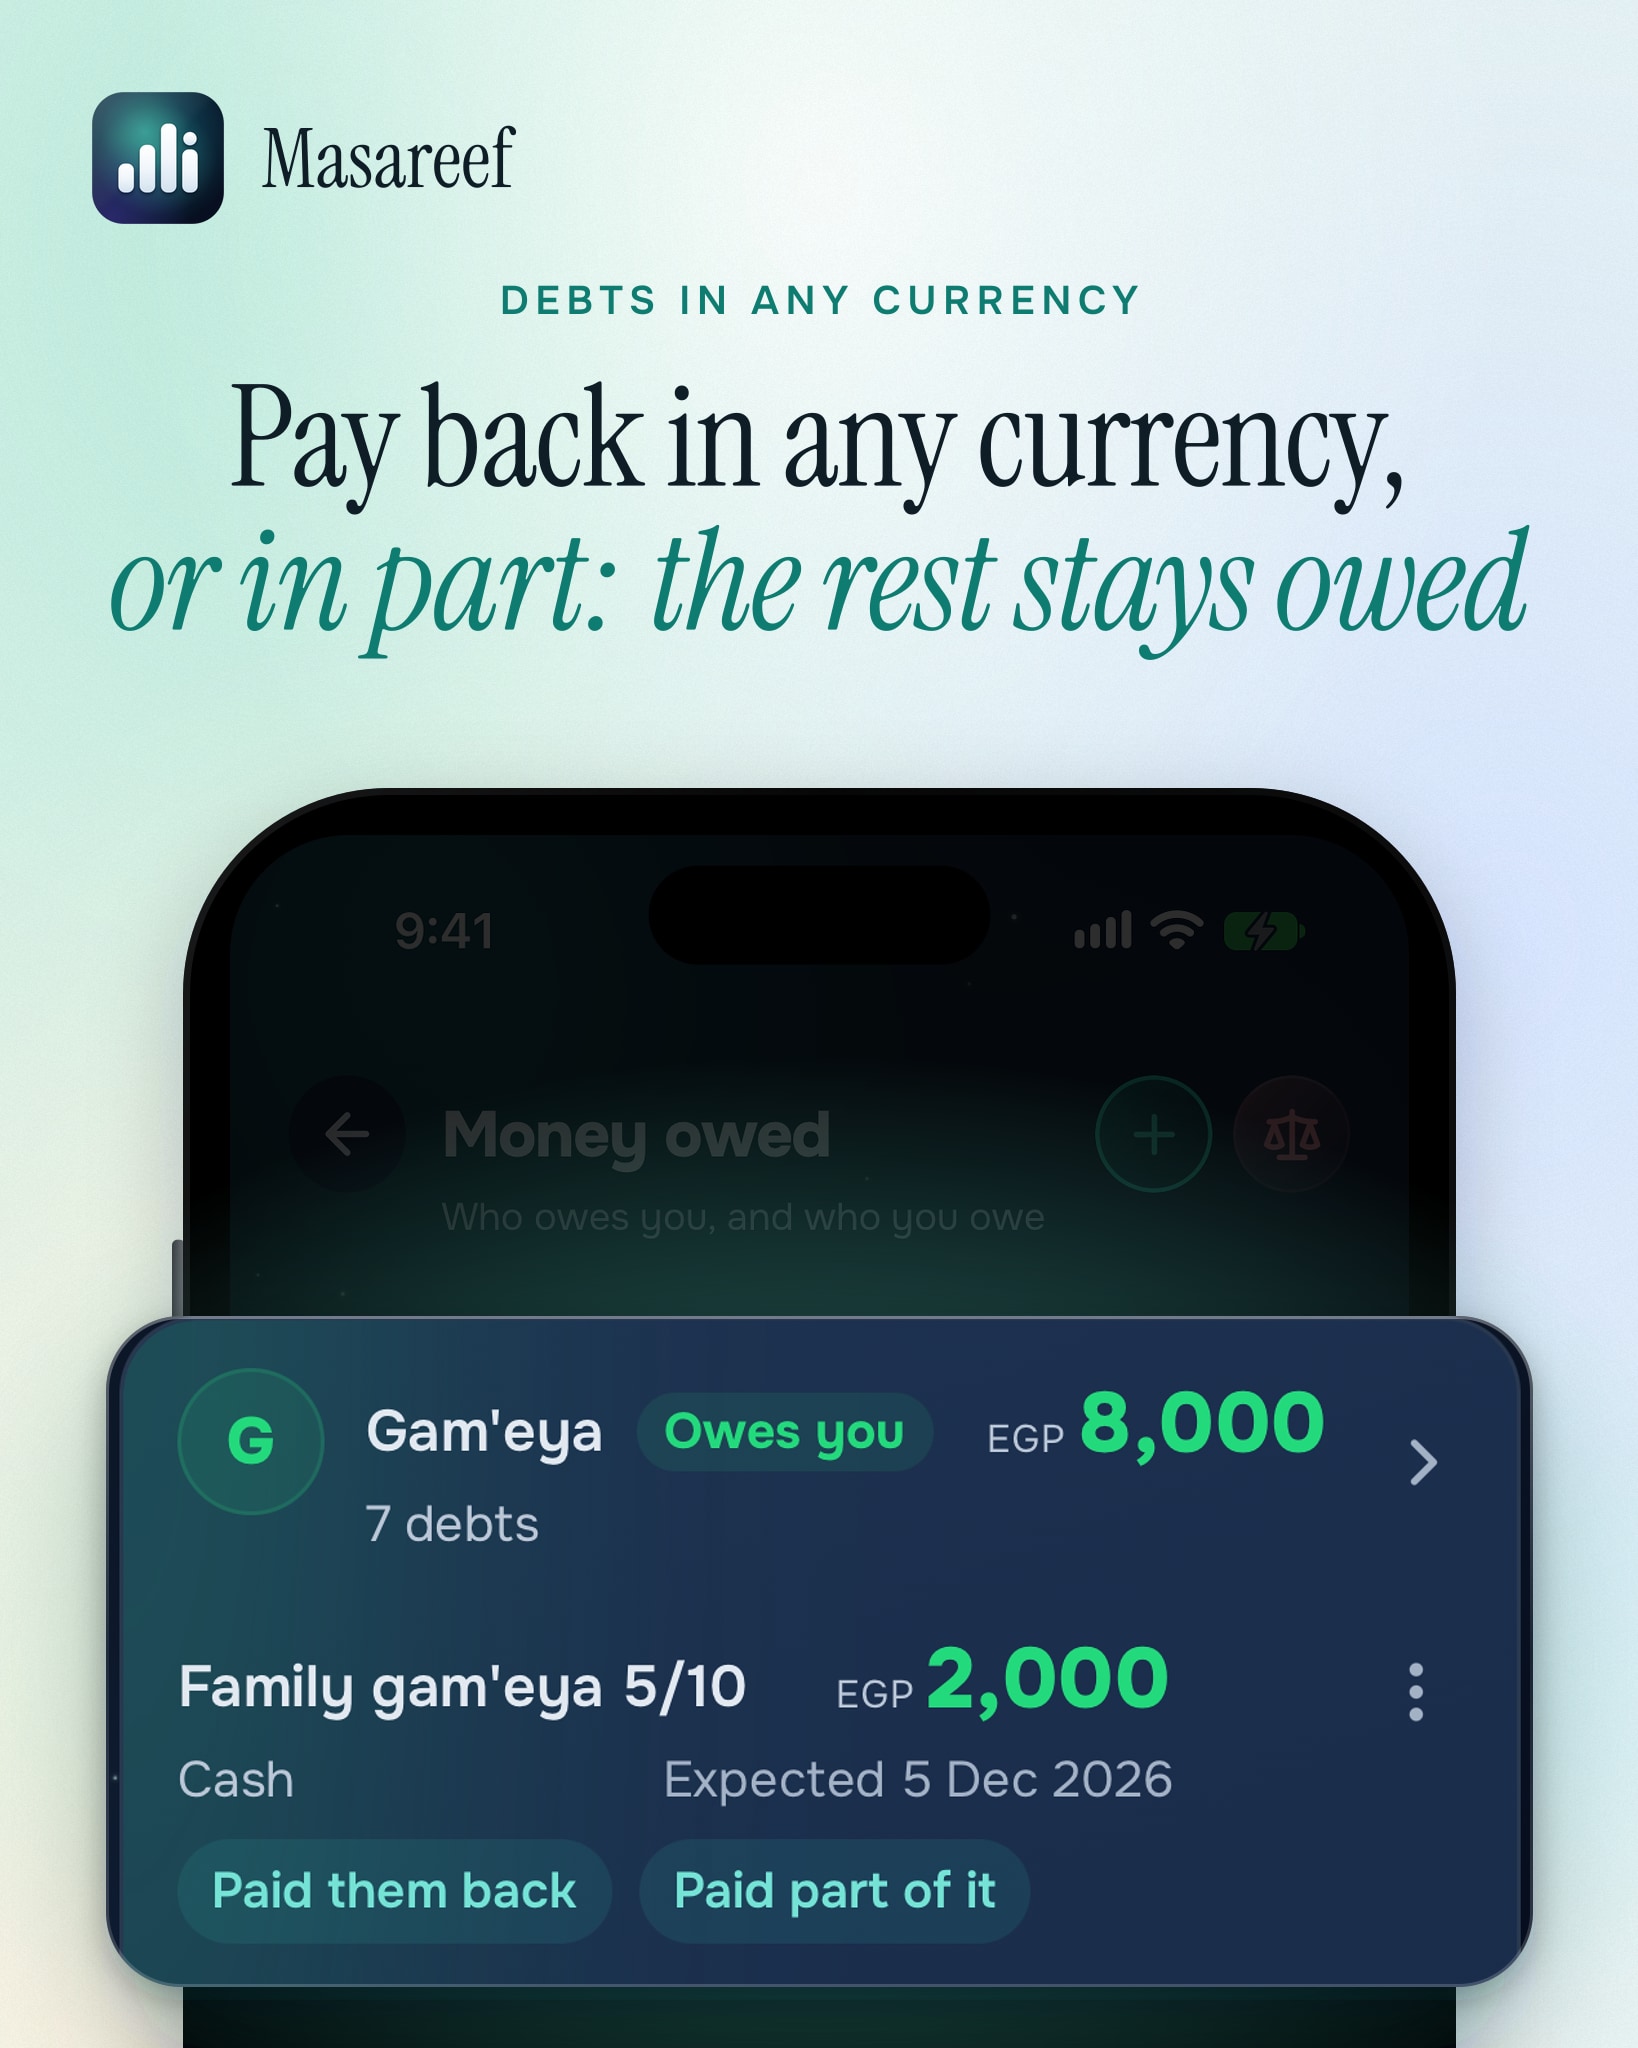 Masareef
DEBTS IN ANY CURRENCY
Pay back in any currency,
or in part: the rest stays owed
9:41
Money owed
Who owes you, and who you owe
G
Gam'eya
Owes you
EGP 8,000
7 debts
Family gam'eya 5/10
EGP 2,000
Cash
Expected 5 Dec 2026
Paid them back
Paid part of it